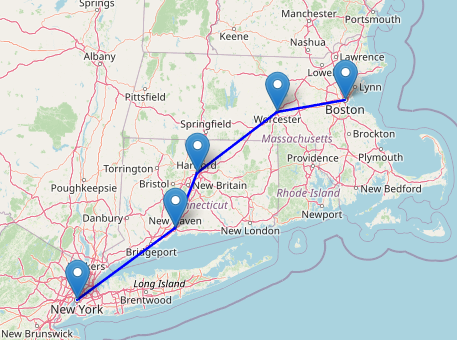 Springs
Manchester
Portsmouth
Keene
Nashua
Albany
Lawrence
Lowe
Lynn
Pittsfield
Boston
Worcester
Springfield
Massachusetts
Brockton
Torrington
Hartford
Providence
Plymouth
Poughkeepsie
Bristol
New Britain
Rhode Island
New Bedford
Connecticut
Danbury
New Haven
Newport
New London
Bridgeport
kers
Long Island
Brentwood
New York
New Brunswick